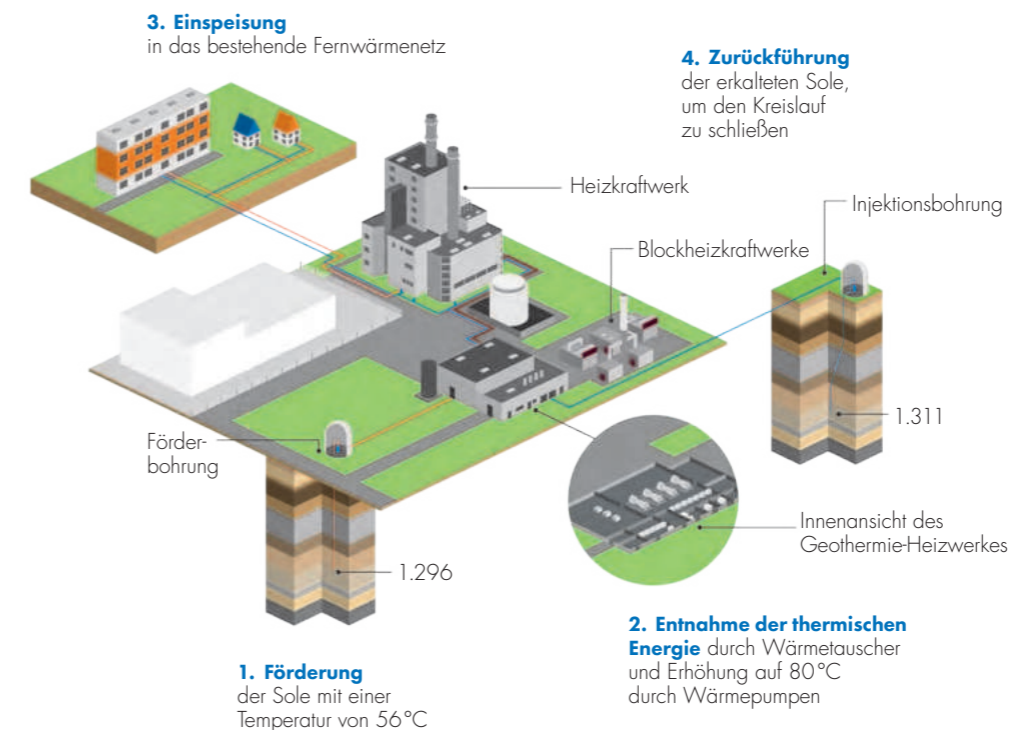 3. Einspeisung
in das bestehende Fernwärmenetz
4. Zurückführung
der erkalteten Sole,
um den Kreislauf
zu schließen
Heizkraftwerk
Injektionsbohrung
Blockheizkraftwerke
1.311
Förder-
bohrung
Innenansicht des
Geothermie-Heizwerkes
1.296
2. Entnahme der thermischen
Energie durch Wärmetauscher
und Erhöhung auf 80 °C
durch Wärmepumpen
1. Förderung
der Sole mit einer
Temperatur von 56 °C